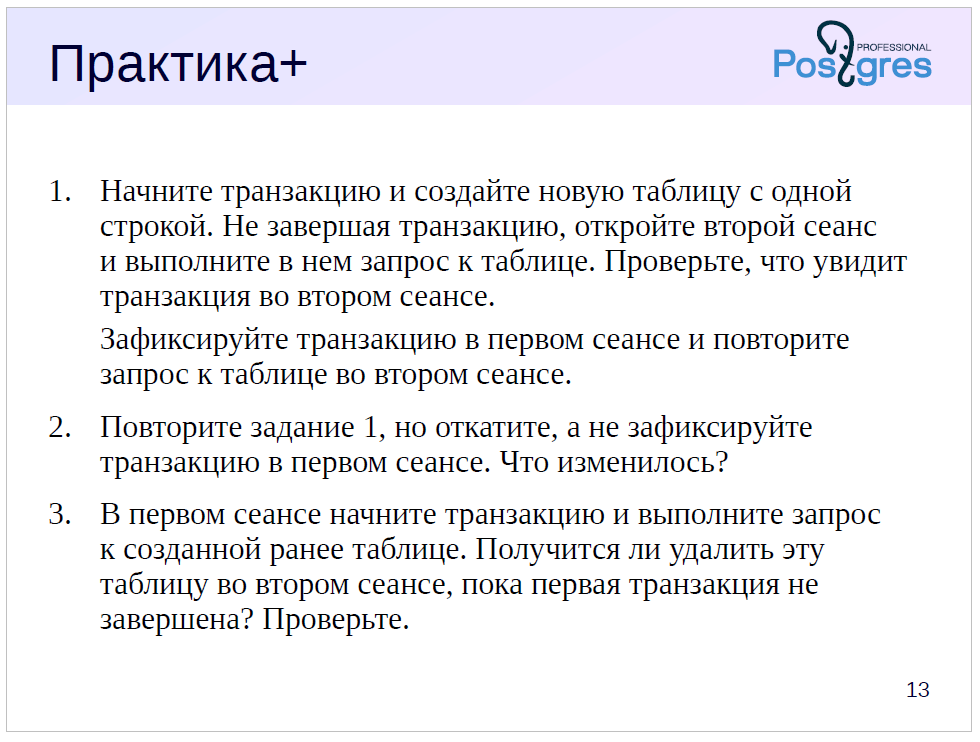 Практика+
PROFESSIONAL
Postgres
1. Начните транзакцию и создайте новую таблицу с одной
строкой. Не завершая транзакцию, откройте второй сеанс
и выполните в нем запрос к таблице. Проверьте, что увидит
транзакция во втором сеансе.
Зафиксируйте транзакцию в первом сеансе и повторите
запрос к таблице во втором сеансе.
2. Повторите задание 1, но откатите, а не зафиксируйте
транзакцию в первом сеансе. Что изменилось?
3. В первом сеансе начните транзакцию и выполните запрос
к созданной ранее таблице. Получится ли удалить эту
таблицу во втором сеансе, пока первая транзакция не
завершена? Проверьте.
13